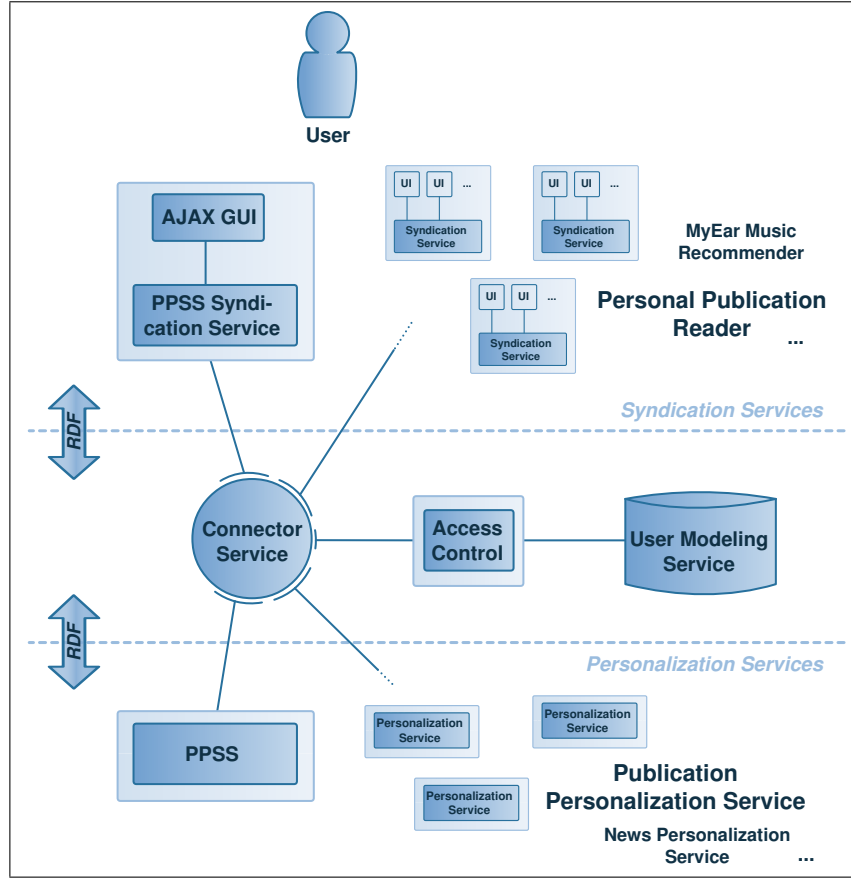 User
AJAX GUI
PPSS Syndi-
cation Service
UI UI ...
Syndication
Service
UI UI ...
Syndication
Service
MyEar Music
Recommender
UI UI ...
Syndication
Service
Personal Publication
Reader
...
Syndication Services
RDF
Connector
Service
Access
Control
User Modeling
Service
RDF
Personalization Services
PPSS
Personalization
Service
Personalization
Service
Personalization
Service
Publication
Personalization Service
News Personalization
Service
...